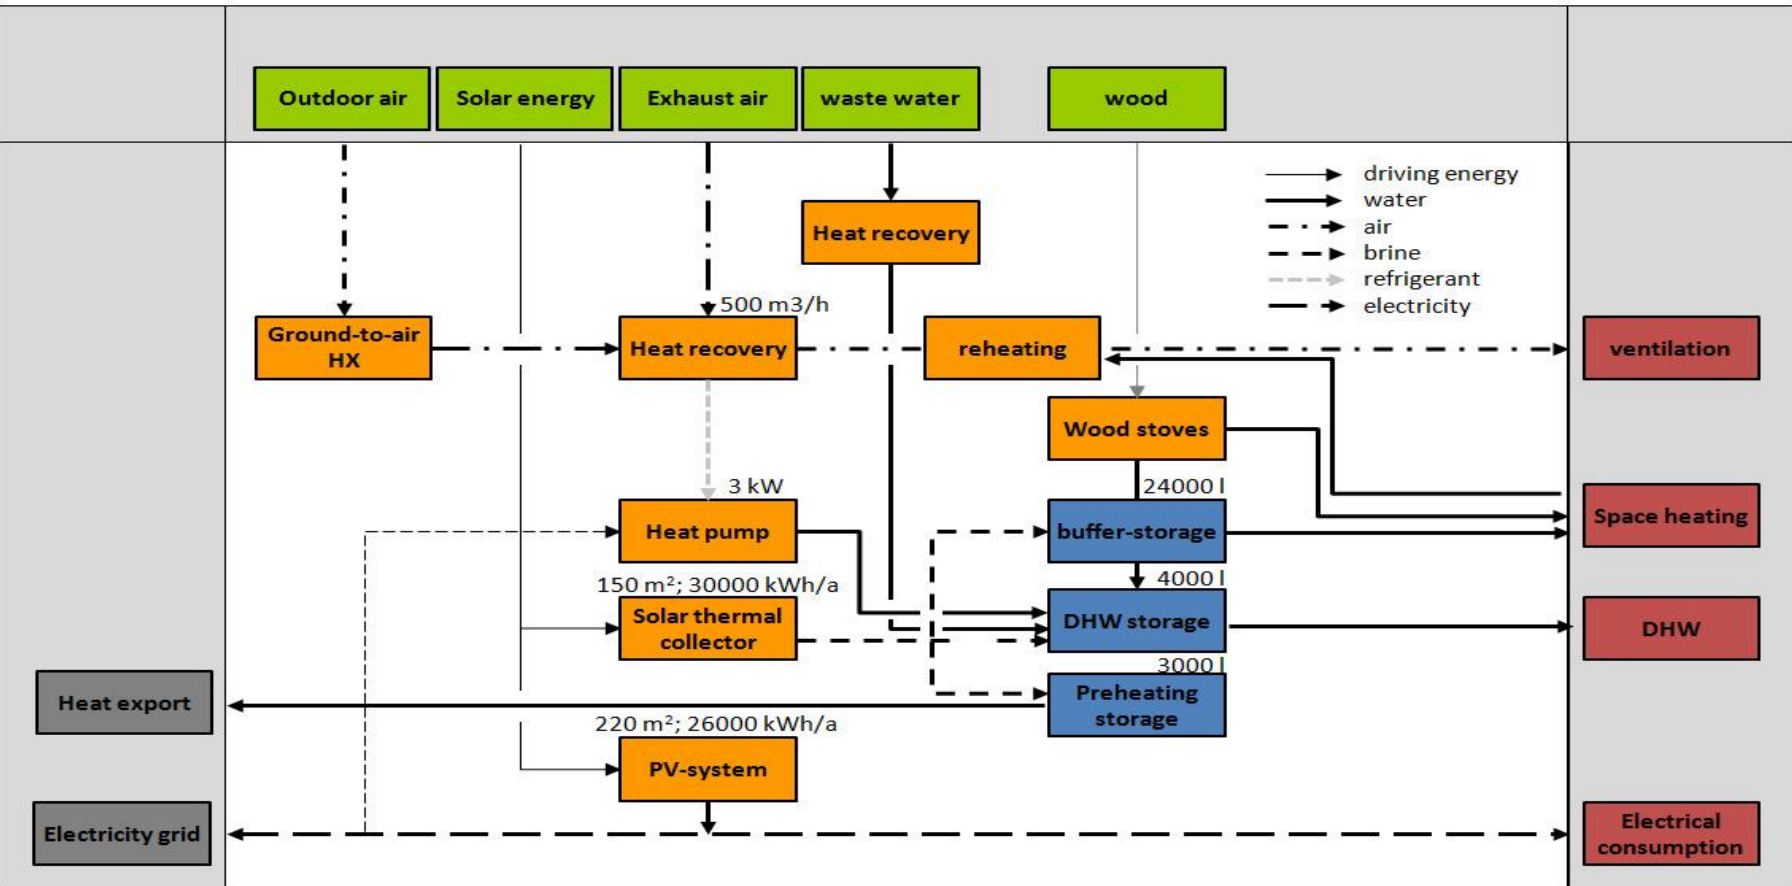 Outdoor air
Solar energy
Exhaust air
waste water
wood
driving energy
water
air
brine
refrigerant
electricity
Heat recovery
500 m3/h
Ground-to-air
HX
Heat recovery
reheating
ventilation
Wood stoves
3 kW
24000 l
Heat pump
buffer-storage
Space heating
150 m²; 30000 kWh/a
4000 l
Solar thermal
collector
DHW storage
DHW
3000 l
Heat export
Preheating
storage
220 m²; 26000 kWh/a
PV-system
Electricity grid
Electrical
consumption